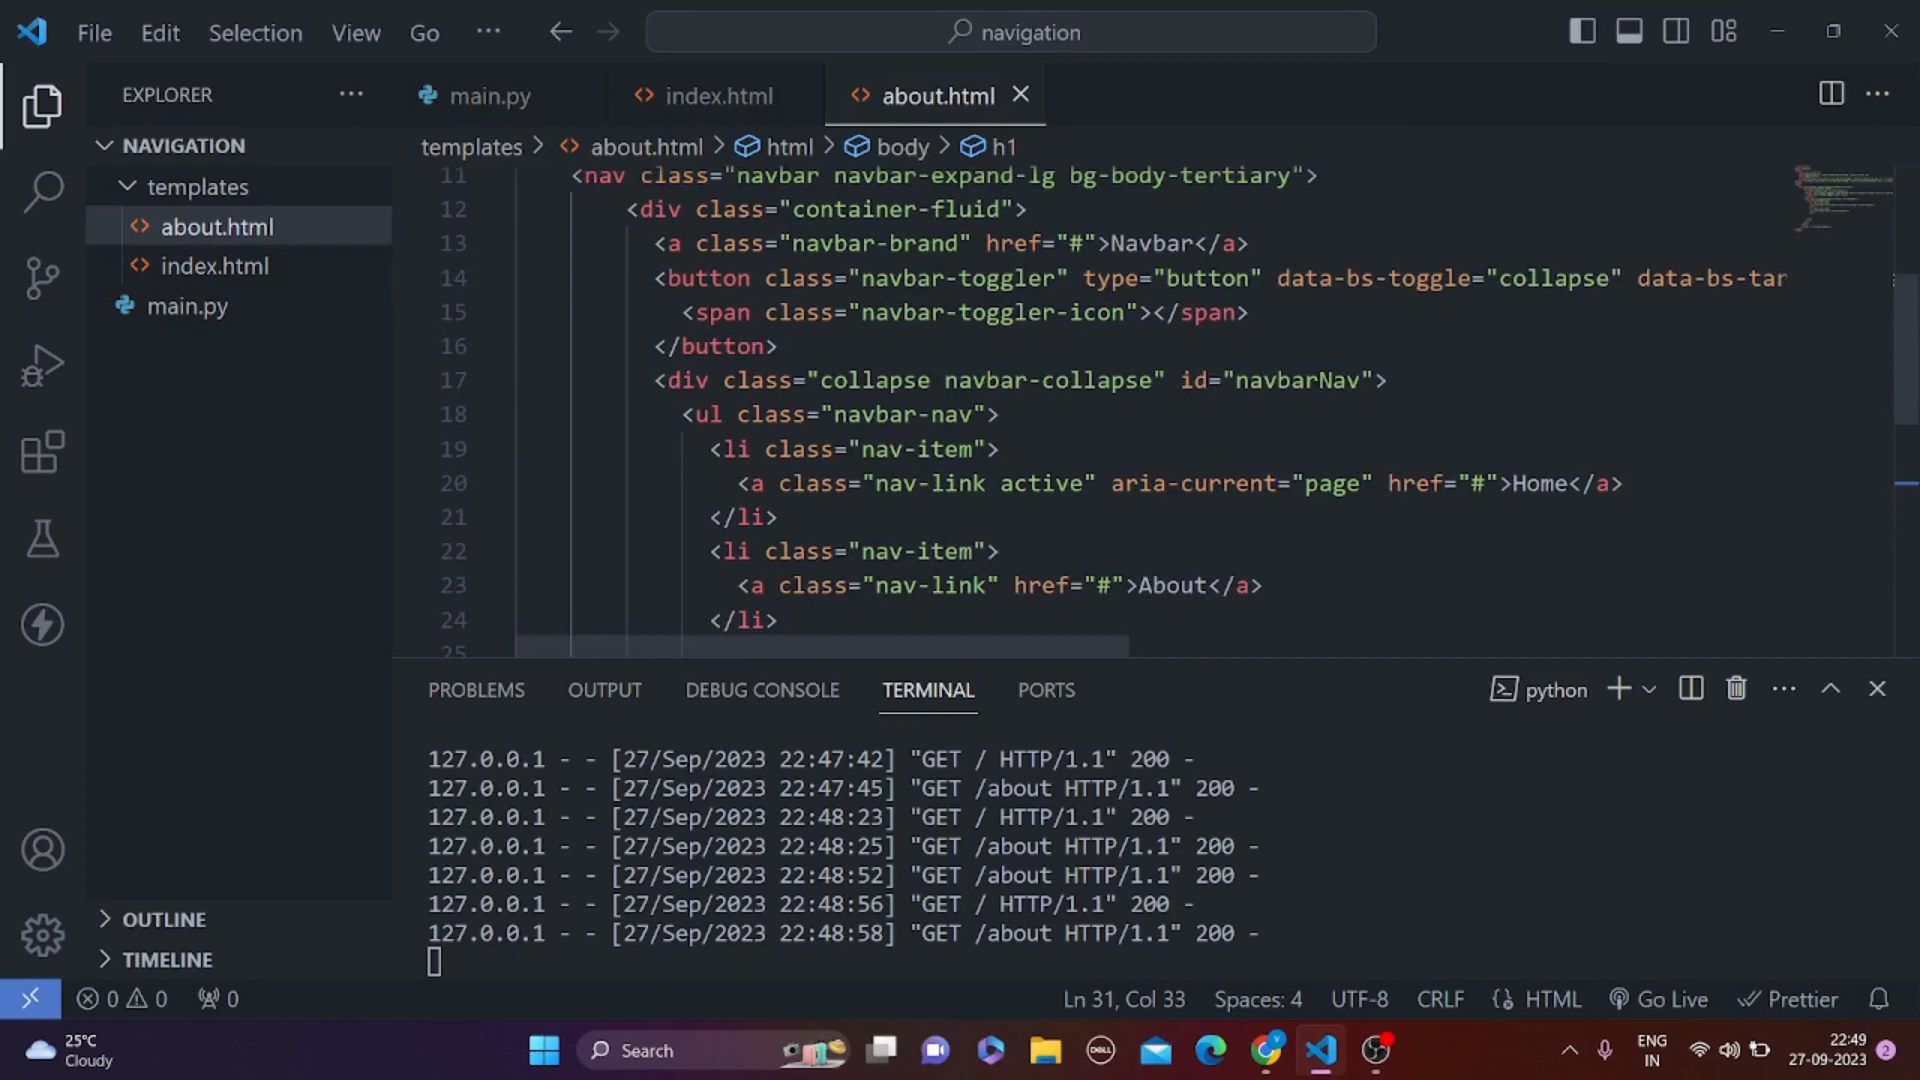 File Edit Selection View Go ··· navigation
EXPLORER ···
main.py index.html about.html
NAVIGATION
templates > about.html > html > body > h1
templates
about.html
index.html
main.py
11 <nav class="navbar navbar-expand-lg bg-body-tertiary">
12 <div class="container-fluid">
13 <a class="navbar-brand" href="#">Navbar</a>
14 <button class="navbar-toggler" type="button" data-bs-toggle="collapse" data-bs-tar
15 <span class="navbar-toggler-icon"></span>
16 </button>
17 <div class="collapse navbar-collapse" id="navbarNav">
18 <ul class="navbar-nav">
19 <li class="nav-item">
20 <a class="nav-link active" aria-current="page" href="#">Home</a>
21 </li>
22 <li class="nav-item">
23 <a class="nav-link" href="#">About</a>
24 </li>
25
PROBLEMS OUTPUT DEBUG CONSOLE TERMINAL PORTS python
127.0.0.1 - - [27/Sep/2023 22:47:42] "GET / HTTP/1.1" 200 -
127.0.0.1 - - [27/Sep/2023 22:47:45] "GET /about HTTP/1.1" 200 -
127.0.0.1 - - [27/Sep/2023 22:48:23] "GET / HTTP/1.1" 200 -
127.0.0.1 - - [27/Sep/2023 22:48:25] "GET /about HTTP/1.1" 200 -
127.0.0.1 - - [27/Sep/2023 22:48:52] "GET /about HTTP/1.1" 200 -
127.0.0.1 - - [27/Sep/2023 22:48:56] "GET / HTTP/1.1" 200 -
127.0.0.1 - - [27/Sep/2023 22:48:58] "GET /about HTTP/1.1" 200 -
OUTLINE
TIMELINE
0 0 0 Ln 31, Col 33 Spaces: 4 UTF-8 CRLF HTML Go Live Prettier
25°C
Cloudy
Search
DELL
ENG
IN
22:49
27-09-2023
2